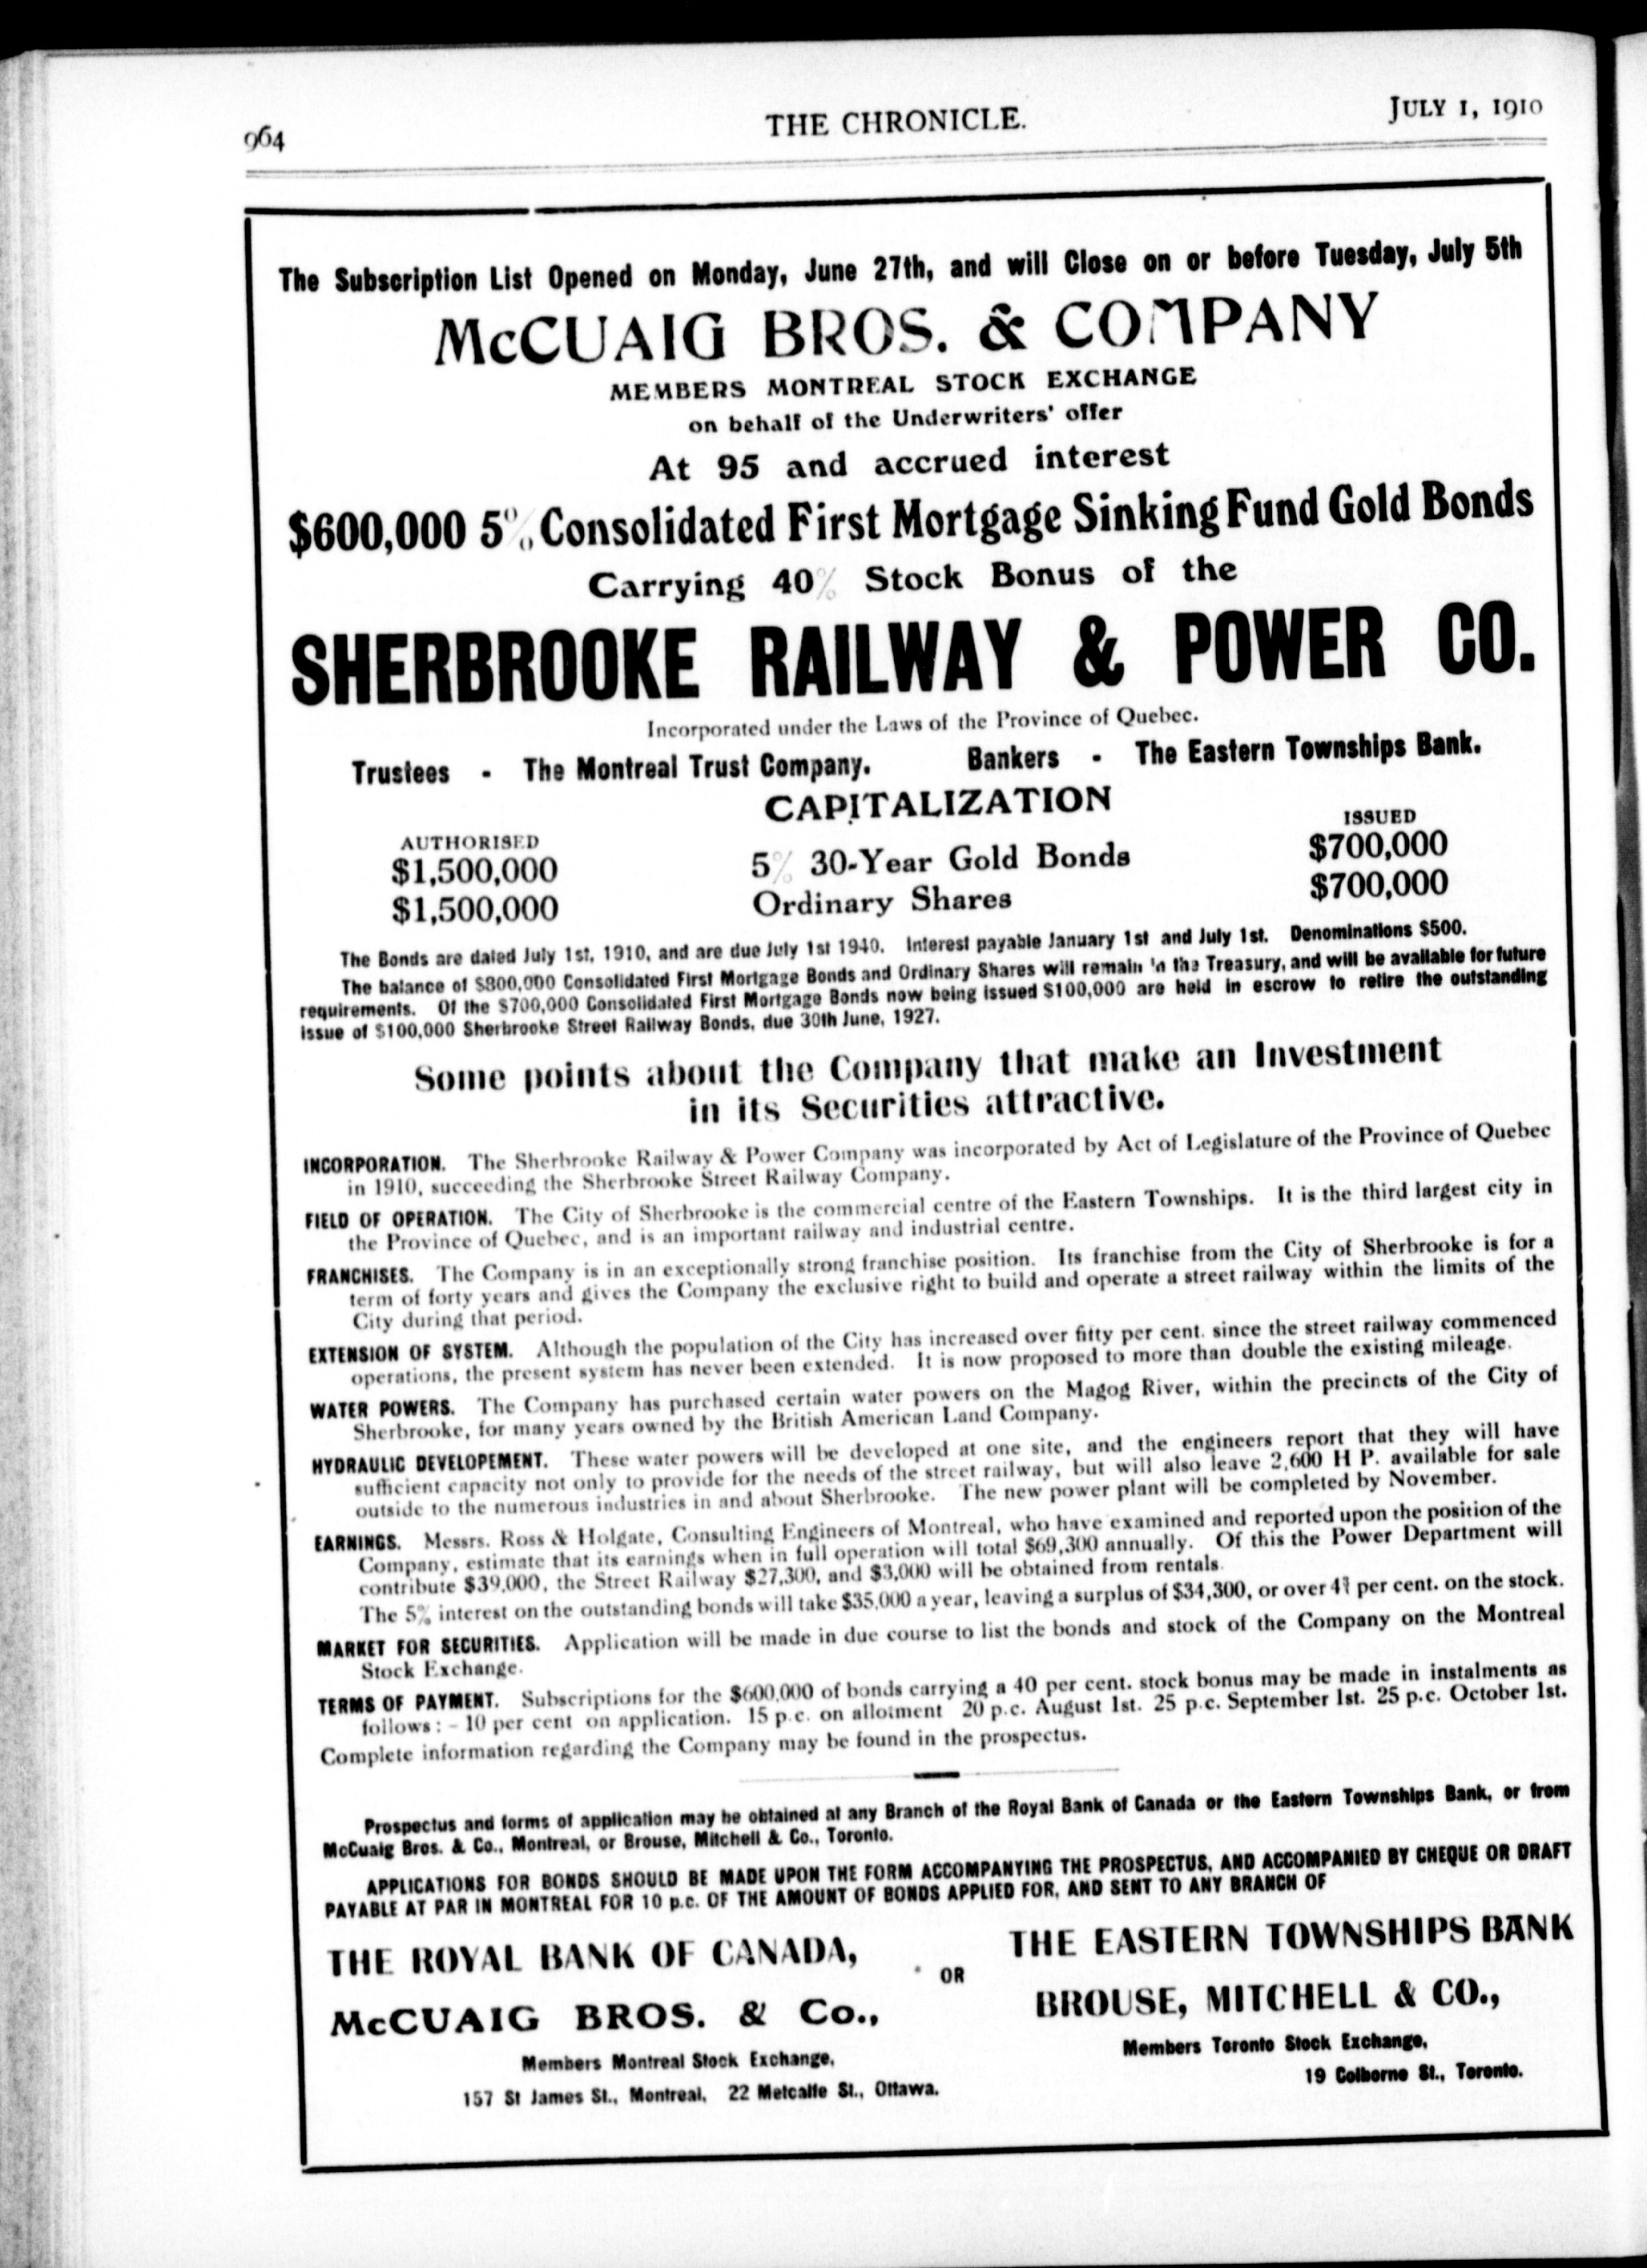 964
THE CHRONICLE.
JULY 1, 1910
The Subscription List Opened on Monday, June 27th, and will Close on or before Tuesday, July 5th
McCUAIG BROS. & COMPANY
MEMBERS MONTREAL STOCK EXCHANGE
on behalf of the Underwriters' offer
At 95 and accrued interest
$600,000 5% Consolidated First Mortgage Sinking Fund Gold Bonds
Carrying 40% Stock Bonus of the
SHERBROOKE RAILWAY & POWER CO.
Incorporated under the Laws of the Province of Quebec.
Trustees - The Montreal Trust Company. Bankers - The Eastern Townships Bank.
CAPITALIZATION
AUTHORISED ISSUED
$1,500,000 5% 30-Year Gold Bonds $700,000
$1,500,000 Ordinary Shares $700,000
The Bonds are dated July 1st, 1910, and are due July 1st 1940. Interest payable January 1st and July 1st. Denominations $500.
The balance of $800,000 Consolidated First Mortgage Bonds and Ordinary Shares will remain in the Treasury, and will be available for future
requirements. Of the $700,000 Consolidated First Mortgage Bonds now being issued $100,000 are held in escrow to retire the outstanding
issue of $100,000 Sherbrooke Street Railway Bonds, due 30th June, 1927.
Some points about the Company that make an Investment
in its Securities attractive.
INCORPORATION. The Sherbrooke Railway & Power Company was incorporated by Act of Legislature of the Province of Quebec
in 1910, succeeding the Sherbrooke Street Railway Company.
FIELD OF OPERATION. The City of Sherbrooke is the commercial centre of the Eastern Townships. It is the third largest city in
the Province of Quebec, and is an important railway and industrial centre.
FRANCHISES. The Company is in an exceptionally strong franchise position. Its franchise from the City of Sherbrooke is for a
term of forty years and gives the Company the exclusive right to build and operate a street railway within the limits of the
City during that period.
EXTENSION OF SYSTEM. Although the population of the City has increased over fifty per cent. since the street railway commenced
operations, the present system has never been extended. It is now proposed to more than double the existing mileage.
WATER POWERS. The Company has purchased certain water powers on the Magog River, within the precincts of the City of
Sherbrooke, for many years owned by the British American Land Company.
HYDRAULIC DEVELOPEMENT. These water powers will be developed at one site, and the engineers report that they will have
sufficient capacity not only to provide for the needs of the street railway, but will also leave 2,600 H P. available for sale
outside to the numerous industries in and about Sherbrooke. The new power plant will be completed by November.
EARNINGS. Messrs. Ross & Holgate, Consulting Engineers of Montreal, who have examined and reported upon the position of the
Company, estimate that its earnings when in full operation will total $69,300 annually. Of this the Power Department will
contribute $39,000, the Street Railway $27,300, and $3,000 will be obtained from rentals.
The 5% interest on the outstanding bonds will take $35,000 a year, leaving a surplus of $34,300, or over 4¾ per cent. on the stock.
MARKET FOR SECURITIES. Application will be made in due course to list the bonds and stock of the Company on the Montreal
Stock Exchange.
TERMS OF PAYMENT. Subscriptions for the $600,000 of bonds carrying a 40 per cent. stock bonus may be made in instalments as
follows: - 10 per cent on application. 15 p.c. on allotment 20 p.c. August 1st. 25 p.c. September 1st. 25 p.c. October 1st.
Complete information regarding the Company may be found in the prospectus.
Prospectus and forms of application may be obtained at any Branch of the Royal Bank of Canada or the Eastern Townships Bank, or from
McCuaig Bros. & Co., Montreal, or Brouse, Mitchell & Co., Toronto.
APPLICATIONS FOR BONDS SHOULD BE MADE UPON THE FORM ACCOMPANYING THE PROSPECTUS, AND ACCOMPANIED BY CHEQUE OR DRAFT
PAYABLE AT PAR IN MONTREAL FOR 10 p.c. OF THE AMOUNT OF BONDS APPLIED FOR, AND SENT TO ANY BRANCH OF
THE ROYAL BANK OF CANADA,
McCUAIG BROS. & Co.,
Members Montreal Stock Exchange,
157 St James St., Montreal, 22 Metcalfe St., Ottawa.
OR
THE EASTERN TOWNSHIPS BANK
BROUSE, MITCHELL & CO.,
Members Toronto Stock Exchange,
19 Colborne St., Toronto.